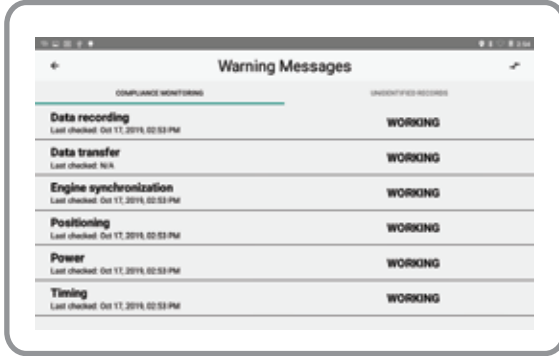 Warning Messages
COMPLIANCE MONITORING
UNIDENTIFIED RECORDS
Data recording
Last checked: Oct 17, 2019, 02:53 PM
WORKING
Data transfer
Last checked: N/A
WORKING
Engine synchronization
Last checked: Oct 17, 2019, 02:53 PM
WORKING
Positioning
Last checked: Oct 17, 2019, 02:53 PM
WORKING
Power
Last checked: Oct 17, 2019, 02:53 PM
WORKING
Timing
Last checked: Oct 17, 2019, 02:53 PM
WORKING